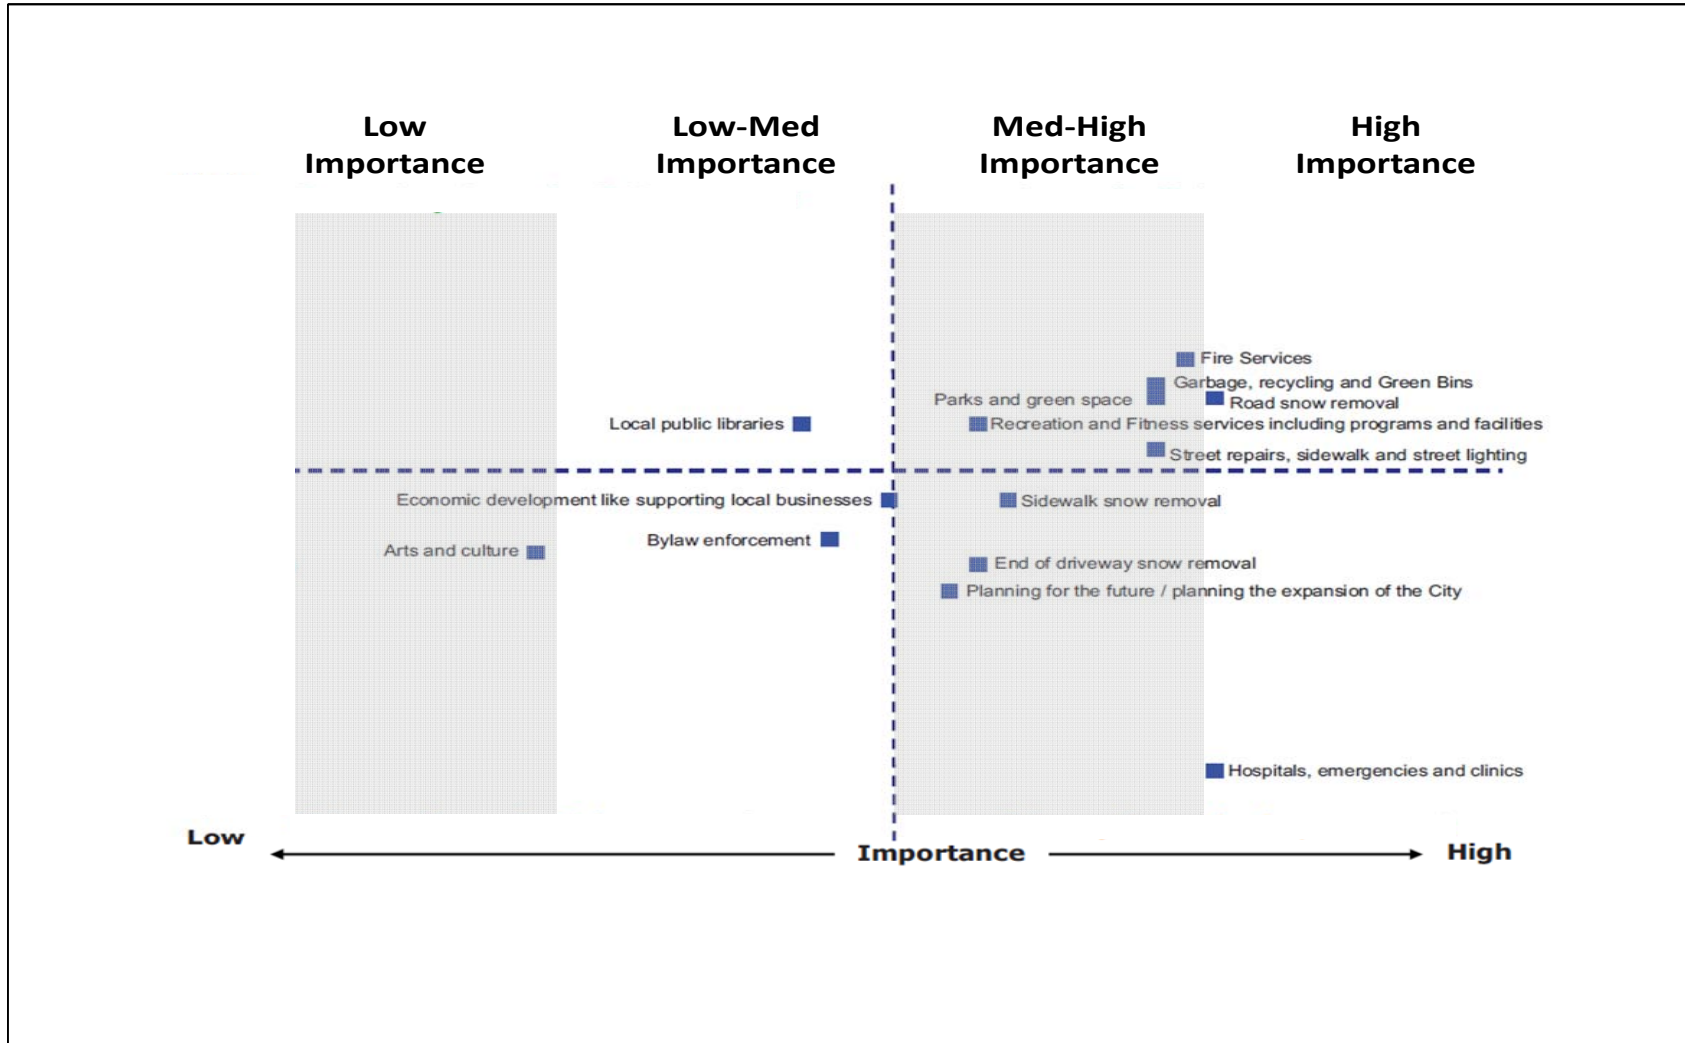 Low
Importance
Low-Med
Importance
Med-High
Importance
High
Importance
Fire Services
Garbage, recycling and Green Bins
Parks and green space
Road snow removal
Local public libraries
Recreation and Fitness services including programs and facilities
Street repairs, sidewalk and street lighting
Economic development like supporting local businesses
Sidewalk snow removal
Bylaw enforcement
Arts and culture
End of driveway snow removal
Planning for the future / planning the expansion of the City
Hospitals, emergencies and clinics
Low
Importance
High